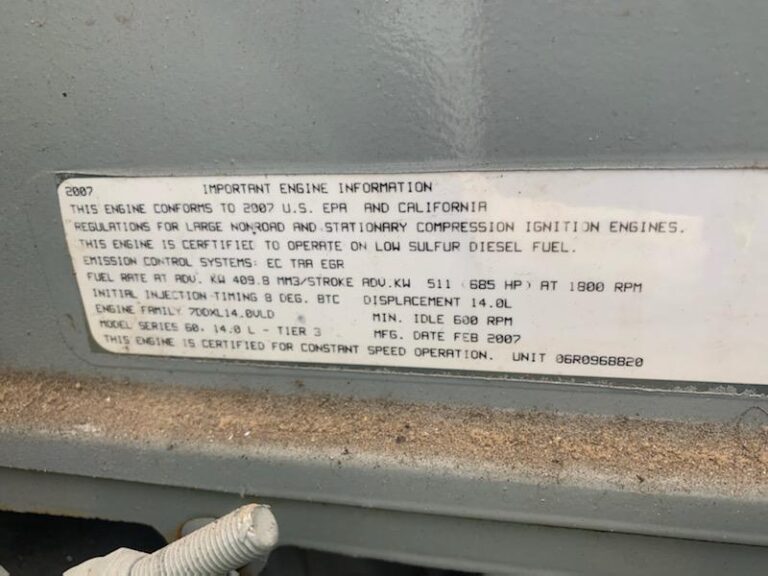 2007 IMPORTANT ENGINE INFORMATION
THIS ENGINE CONFORMS TO 2007 U.S. EPA AND CALIFORNIA
REGULATIONS FOR LARGE NONROAD AND STATIONARY COMPRESSION IGNITION ENGINES.
THIS ENGINE IS CERFTIFIED TO OPERATE ON LOW SULFUR DIESEL FUEL.
EMISSION CONTROL SYSTEMS: EC TAA EGR
FUEL RATE AT ADV. KW 409.8 MM3/STROKE ADV.KW 511 (685 HP) AT 1800 RPM
INITIAL INJECTION TIMING 8 DEG. BTC DISPLACEMENT 14.0L
ENGINE FAMILY 7DDXL14.0VLD MIN. IDLE 600 RPM
MODEL SERIES 60, 14.0 L - TIER 3 MFG. DATE FEB 2007
THIS ENGINE IS CERTIFIED FOR CONSTANT SPEED OPERATION. UNIT 06R0968820